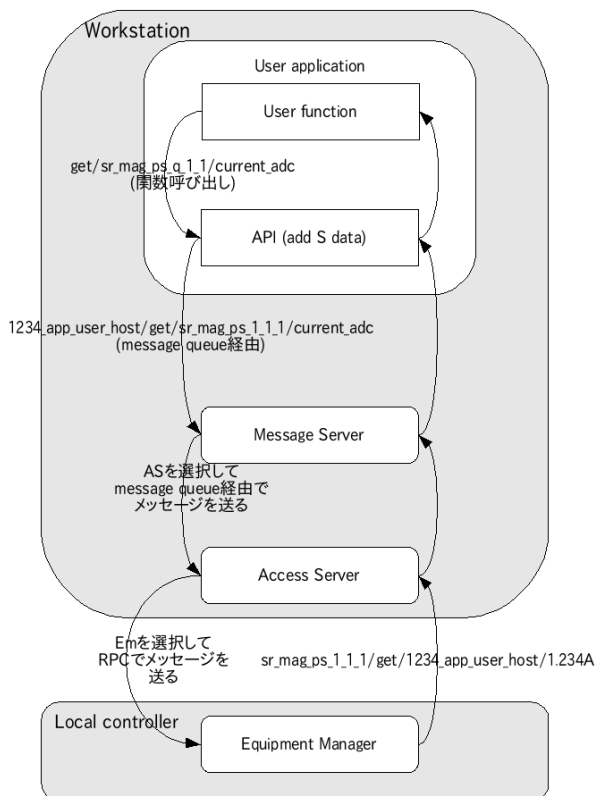 Workstation
User application
User function
get/sr_mag_ps_q_1_1/current_adc
(関数呼び出し)
API (add S data)
1234_app_user_host/get/sr_mag_ps_1_1_1/current_adc
(message queue経由)
Message Server
ASを選択して
message queue経由で
メッセージを送る
Access Server
Emを選択して
RPCでメッセージを
送る
sr_mag_ps_1_1_1/get/1234_app_user_host/1.234A
Local controller
Equipment Manager